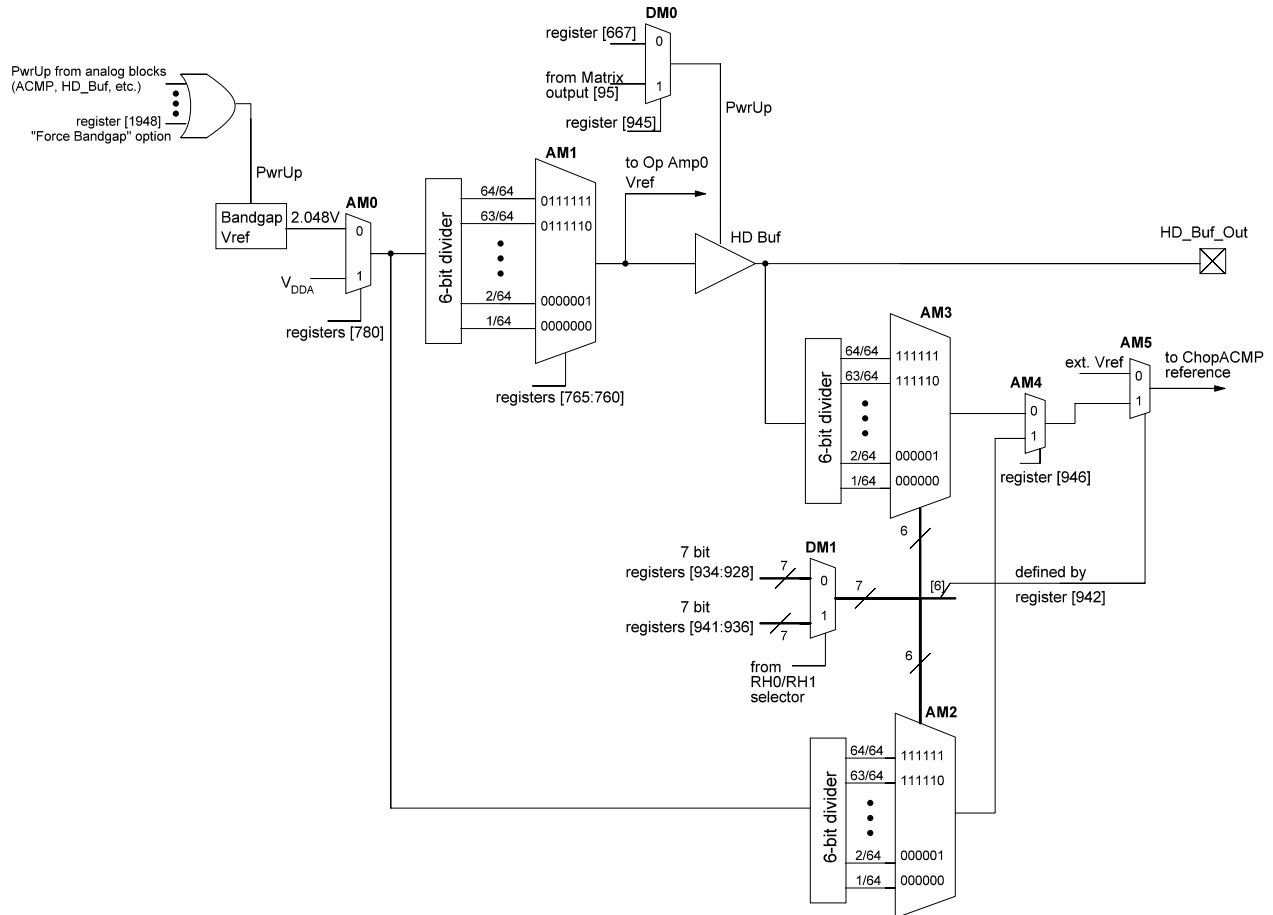 DM0
register [667]
0
from Matrix
output [95]
1
register [945]
PwrUp
PwrUp from analog blocks
(ACMP, HD_Buf, etc.)
register [1948]
"Force Bandgap" option
PwrUp
Bandgap
Vref
2.048V
AM0
0
1
VDDA
registers [780]
6-bit divider
AM1
64/64
0111111
63/64
0111110
2/64
0000001
1/64
0000000
registers [765:760]
to Op Amp0
Vref
HD Buf
HD_Buf_Out
AM3
6-bit divider
64/64
111111
63/64
111110
2/64
000001
1/64
000000
AM4
0
1
register [946]
AM5
ext. Vref
0
1
to ChopACMP
reference
6
DM1
7 bit
registers [934:928]
7
0
7 bit
registers [941:936]
7
1
7
[6]
defined by
register [942]
from
RH0/RH1
selector
6
AM2
6-bit divider
64/64
111111
63/64
111110
2/64
000001
1/64
000000